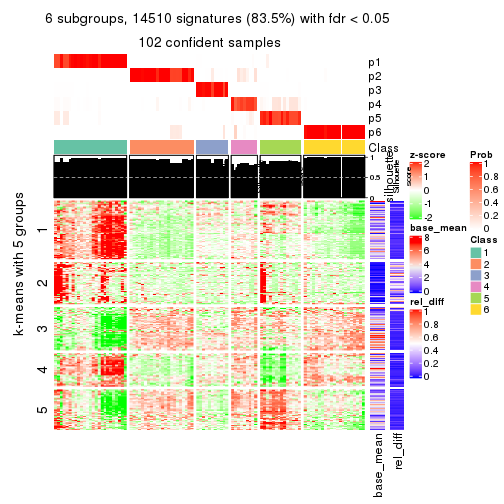 6 subgroups, 14510 signatures (83.5%) with fdr < 0.05
102 confident samples
p1
p2
p3
p4
p5
p6
Class
1
0.5
0
silhouette
Silhouette
score
k-means with 5 groups
1
2
3
4
5
base_mean
rel_diff
z-score
2
1
0
-1
-2
base_mean
8
6
4
2
0
rel_diff
1
0.8
0.6
0.4
0.2
0
Prob
1
0.8
0.6
0.4
0.2
0
Class
1
2
3
4
5
6